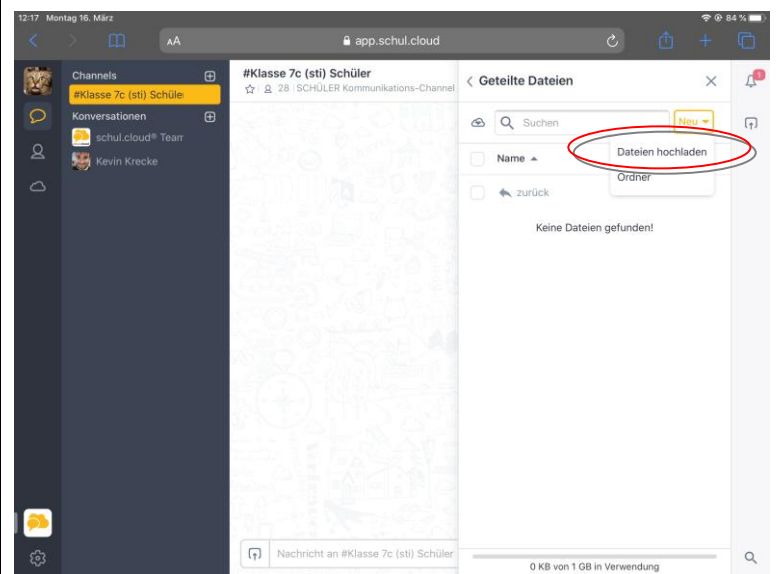 12:17 Montag 16. März
84 %
AA
app.schul.cloud
Channels
#Klasse 7c (sti) Schüle
Konversationen
schul.cloud® Team
Kevin Krecke
#Klasse 7c (sti) Schüler
28 SCHÜLER Kommunikations-Channel
Nachricht an #Klasse 7c (sti) Schüler
Geteilte Dateien
Suchen
Neu
Dateien hochladen
Ordner
Name
zurück
Keine Dateien gefunden!
0 KB von 1 GB in Verwendung
1